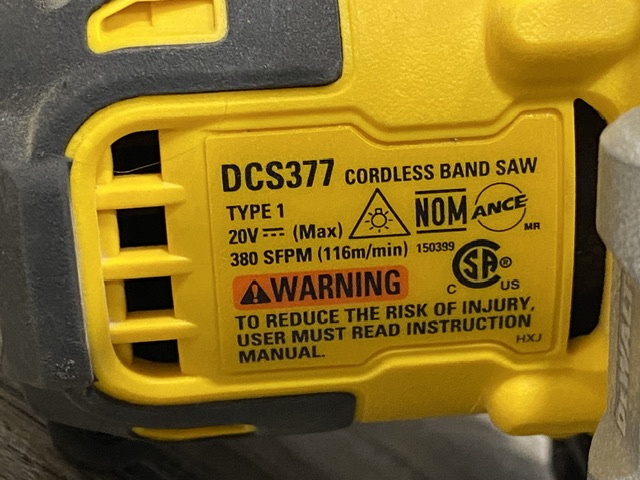 DCS377 CORDLESS BAND SAW
TYPE 1
20V ⎓ (Max)
380 SFPM (116m/min)
NOM
ANCE
MR
150399
SA®
C US
WARNING
TO REDUCE THE RISK OF INJURY,
USER MUST READ INSTRUCTION
MANUAL.
HXJ